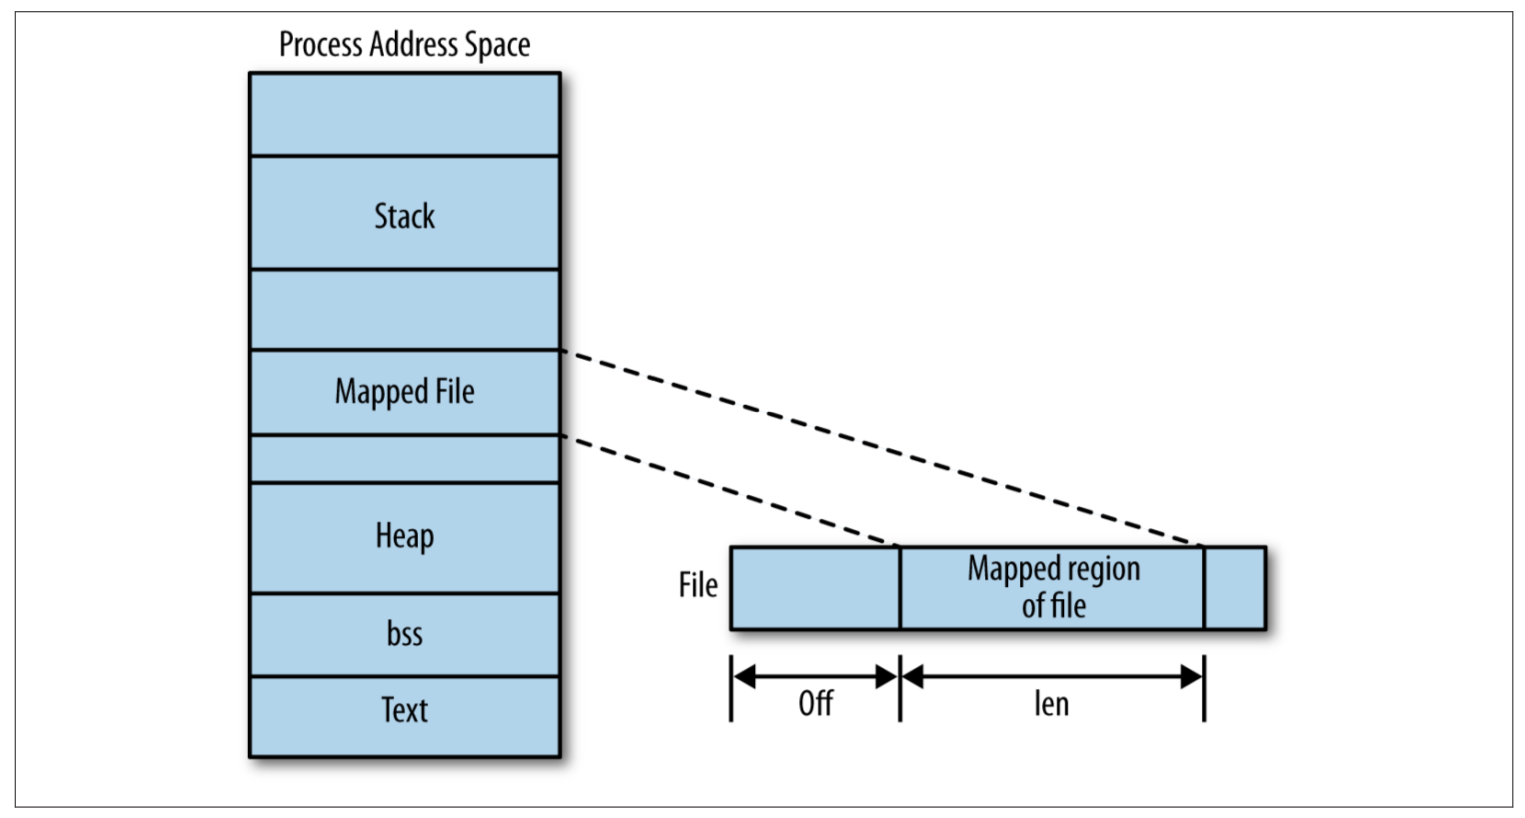 Process Address Space
Stack
Mapped File
Heap
bss
Text
File
Mapped region
of file
Off
len